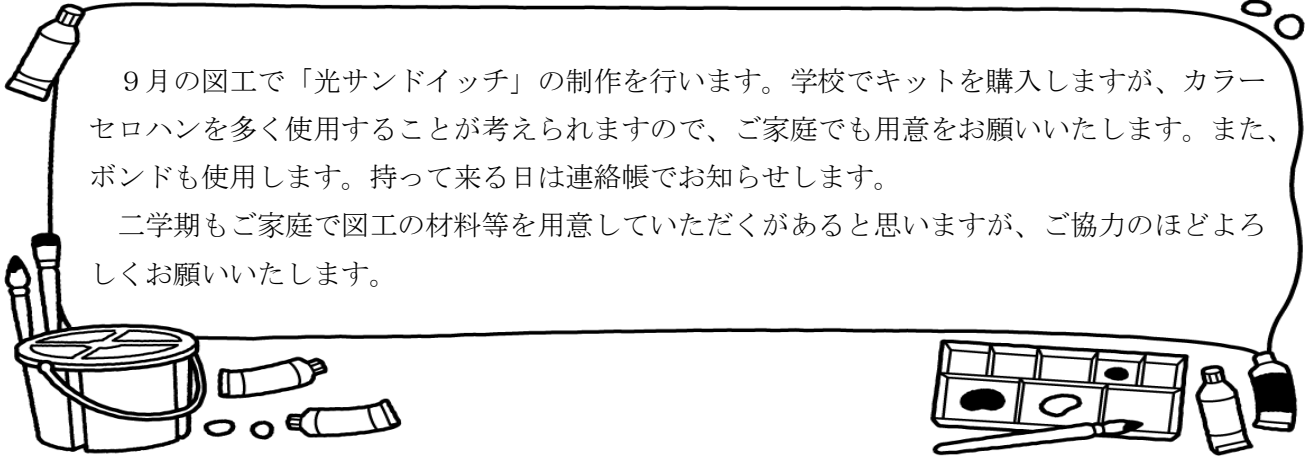 ９月の図工で「光サンドイッチ」の制作を行います。学校でキットを購入しますが、カラー
セロハンを多く使用することが考えられますので、ご家庭でも用意をお願いいたします。また、
ボンドも使用します。持って来る日は連絡帳でお知らせします。
　二学期もご家庭で図工の材料等を用意していただくがあると思いますが、ご協力のほどよろ
しくお願いいたします。